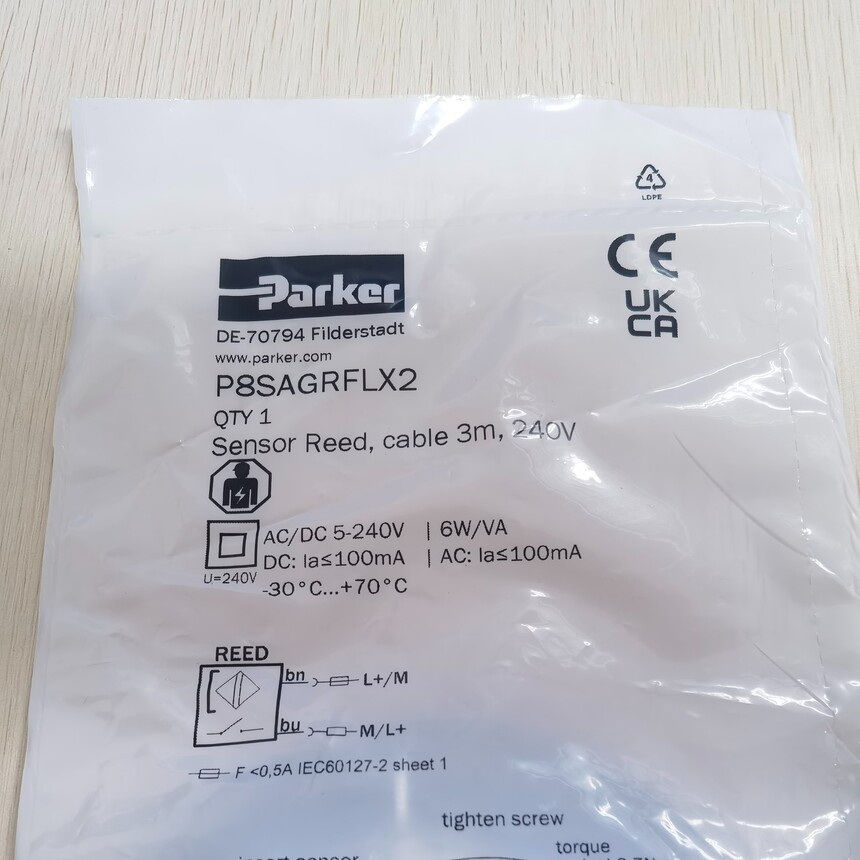 4
LDPE
CE
UK
CA
Parker
DE-70794 Filderstadt
www.parker.com
P8SAGRFLX2
QTY 1
Sensor Reed, cable 3m, 240V
AC/DC 5-240V | 6W/VA
DC: Ia≤100mA | AC: Ia≤100mA
U=240V
-30°C...+70°C
REED
bn L+/M
bu M/L+
F <0,5A IEC60127-2 sheet 1
tighten screw
torque
insert sensor